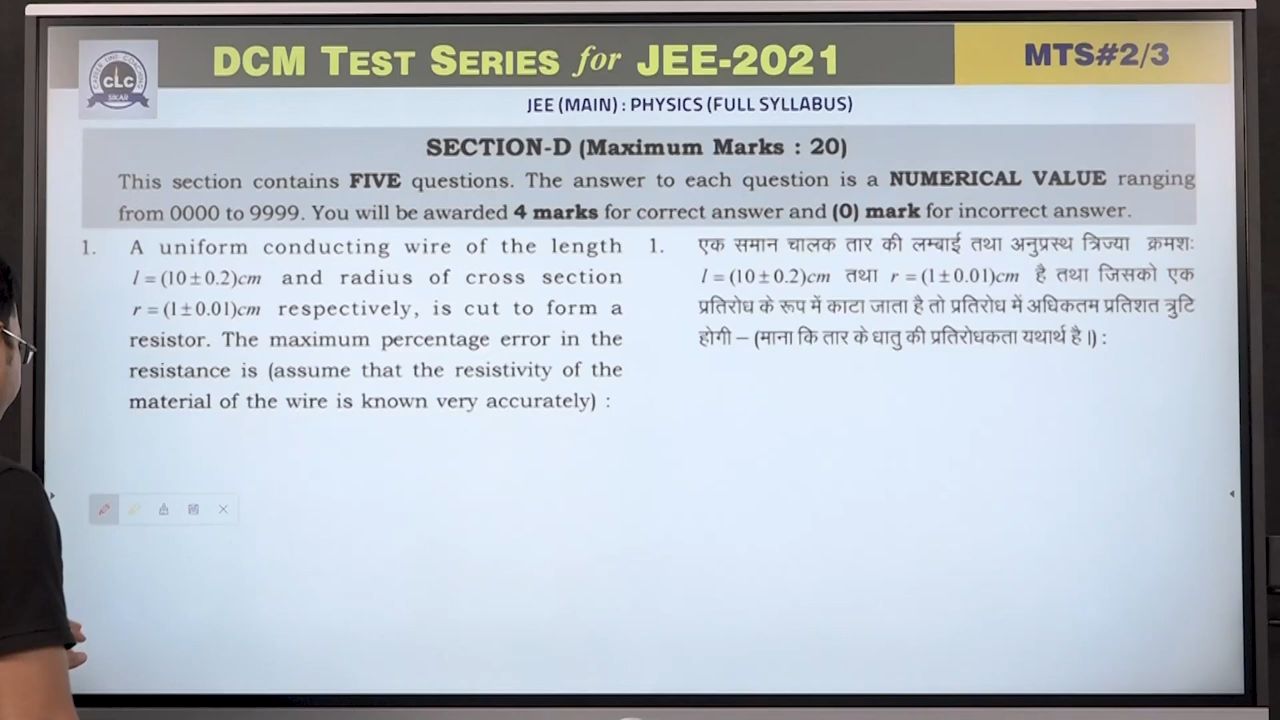 DCM TEST SERIES for JEE-2021
MTS#2/3
CLC
SIKAR
JEE (MAIN) : PHYSICS (FULL SYLLABUS)
SECTION-D (Maximum Marks : 20)
This section contains FIVE questions. The answer to each question is a NUMERICAL VALUE ranging
from 0000 to 9999. You will be awarded 4 marks for correct answer and (0) mark for incorrect answer.
1. A uniform conducting wire of the length
l = (10 ± 0.2)cm and radius of cross section
r = (1 ± 0.01)cm respectively, is cut to form a
resistor. The maximum percentage error in the
resistance is (assume that the resistivity of the
material of the wire is known very accurately) :
1. एक समान चालक तार की लम्बाई तथा अनुप्रस्थ त्रिज्या क्रमशः
l = (10 ± 0.2)cm तथा r = (1 ± 0.01)cm है तथा जिसको एक
प्रतिरोध के रूप में काटा जाता है तो प्रतिरोध में अधिकतम प्रतिशत त्रुटि
होगी – (माना कि तार के धातु की प्रतिरोधकता यथार्थ है।) :